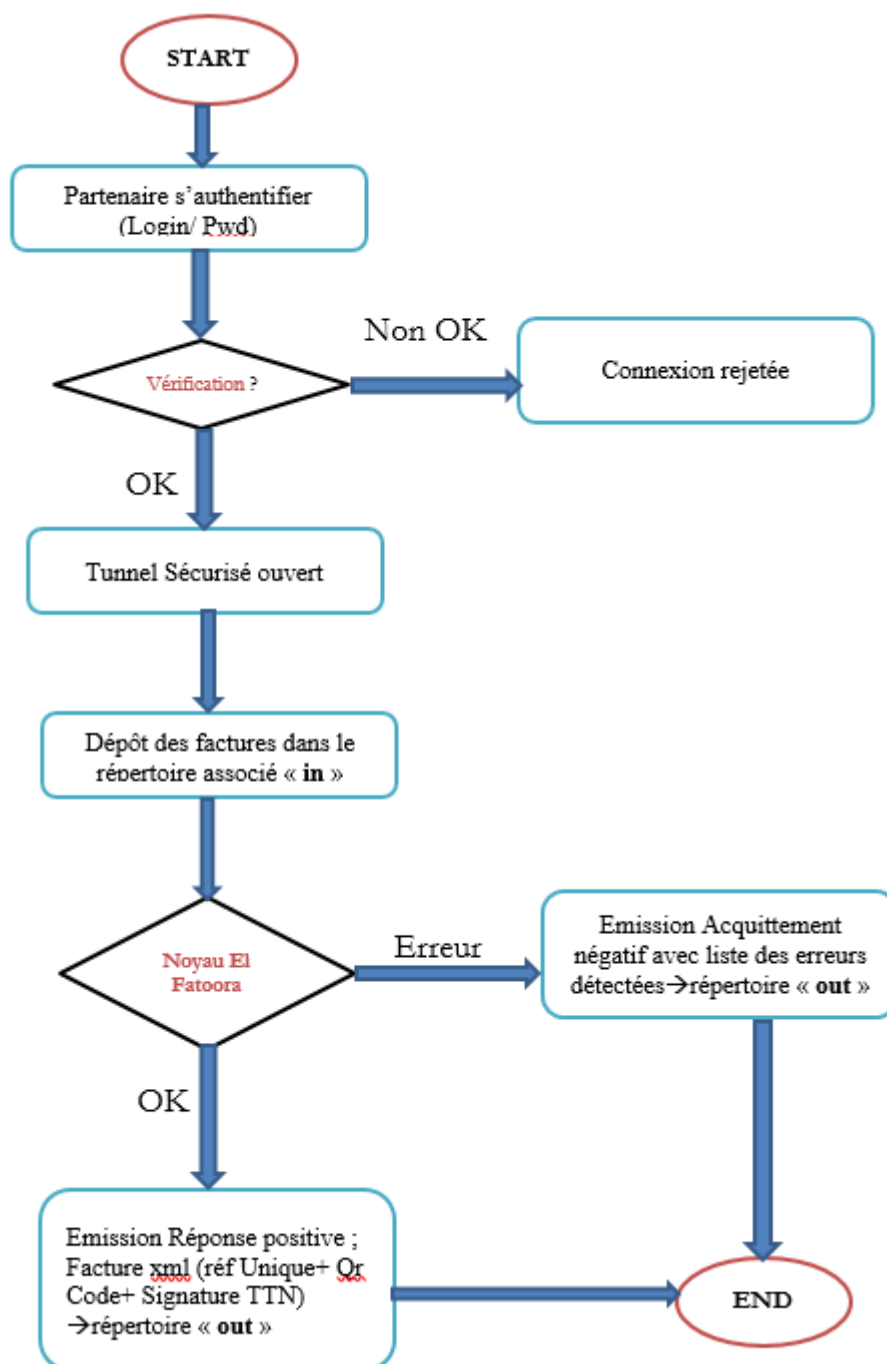 START
Partenaire s’authentifier
(Login/ Pwd)
Non OK
Vérification ?
Connexion rejetée
OK
Tunnel Sécurisé ouvert
Dépôt des factures dans le
répertoire associé « in »
Noyau El
Fatoora
Erreur
Emission Acquittement
négatif avec liste des erreurs
détectées→répertoire « out »
OK
Emission Réponse positive ;
Facture xml (réf Unique+ Qr
Code+ Signature TTN)
→répertoire « out »
END